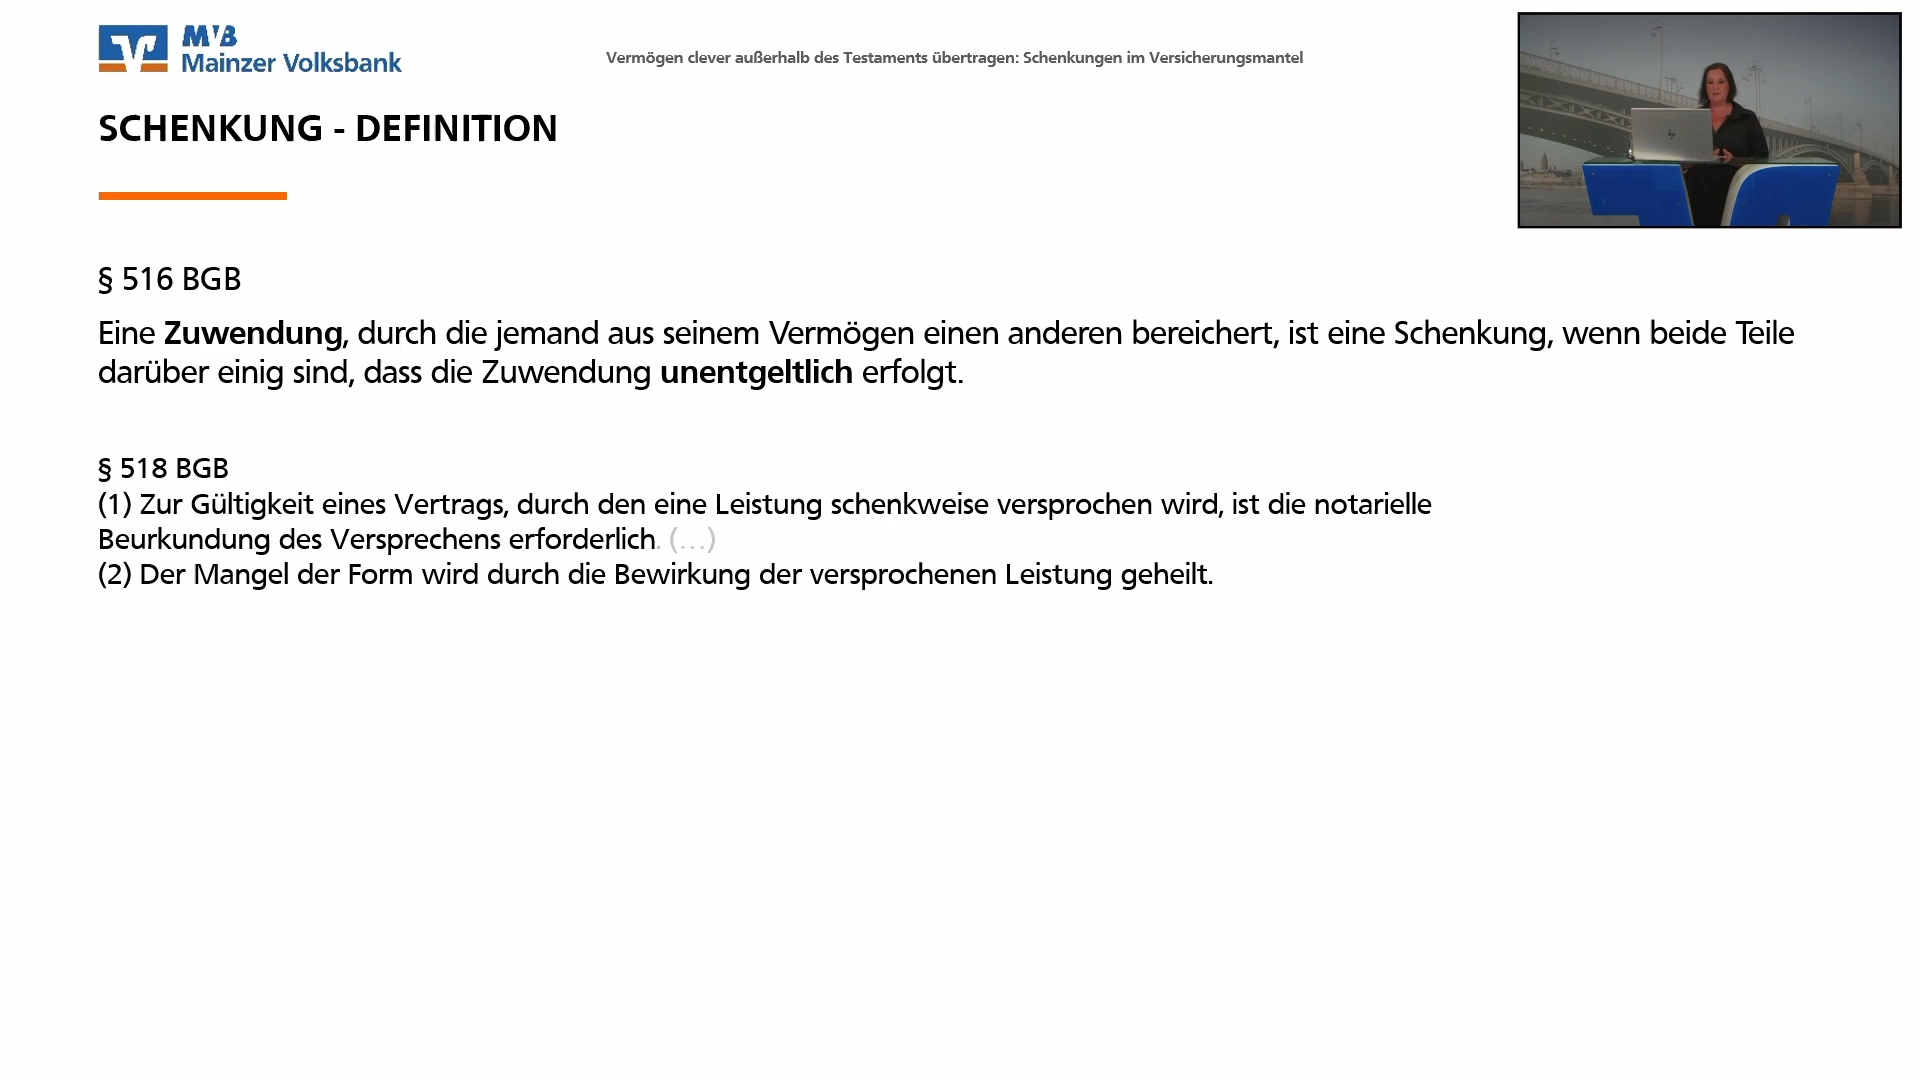 MVB
Mainzer Volksbank
Vermögen clever außerhalb des Testaments übertragen: Schenkungen im Versicherungsmantel
SCHENKUNG - DEFINITION
§ 516 BGB
Eine Zuwendung, durch die jemand aus seinem Vermögen einen anderen bereichert, ist eine Schenkung, wenn beide Teile
darüber einig sind, dass die Zuwendung unentgeltlich erfolgt.
§ 518 BGB
(1) Zur Gültigkeit eines Vertrags, durch den eine Leistung schenkweise versprochen wird, ist die notarielle
Beurkundung des Versprechens erforderlich. (…)
(2) Der Mangel der Form wird durch die Bewirkung der versprochenen Leistung geheilt.
hp